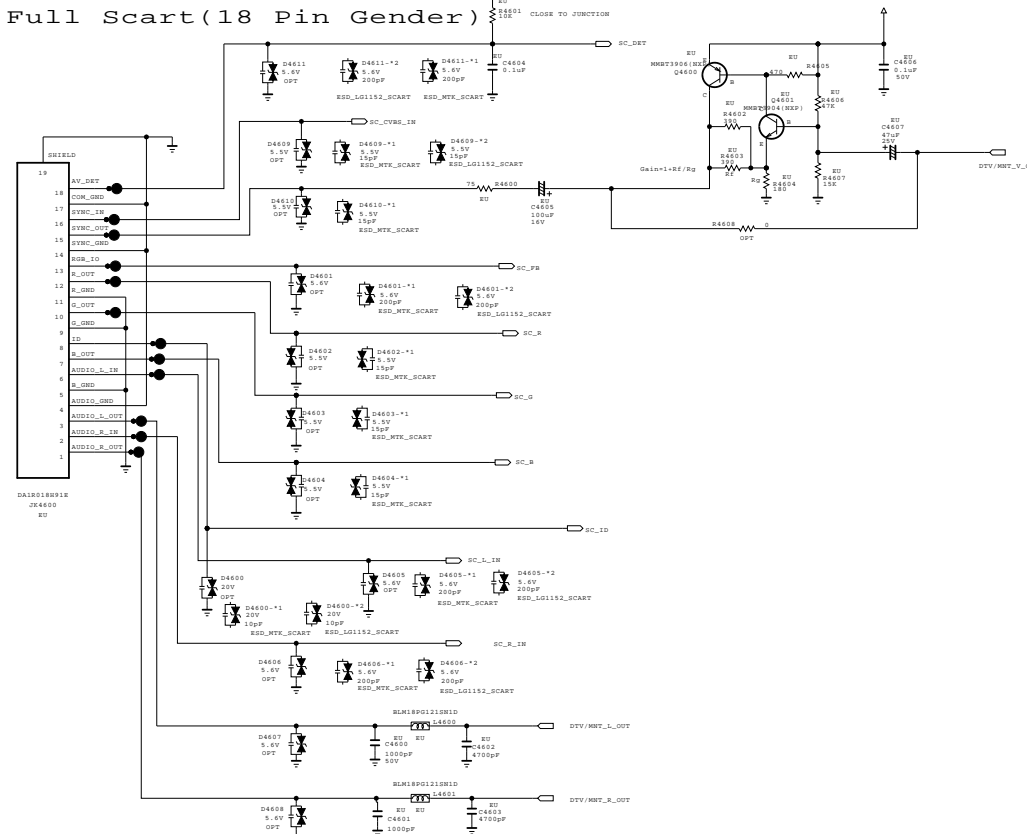 Full Scart(18 Pin Gender)
EU
R4601
10K
CLOSE TO JUNCTION
SC_DET
D4611
5.6V
OPT
D4611-*2
5.6V
200pF
ESD_LG1152_SCART
D4611-*1
5.6V
200pF
ESD_MTK_SCART
EU
C4604
0.1uF
SC_CVBS_IN
D4609
5.5V
OPT
D4609-*1
5.5V
15pF
ESD_MTK_SCART
D4609-*2
5.5V
15pF
ESD_LG1152_SCART
D4610
5.5V
OPT
D4610-*1
5.5V
15pF
ESD_MTK_SCART
75
R4600
EU
EU
C4605
100uF
16V
EU
MMBT3906(NXP)
Q4600
E
B
C
EU
470
R4605
EU
Q4601
MMBT3904(NXP)
C
B
E
EU
R4602
390
EU
R4603
390
Rf
Gain=1+Rf/Rg
Rg
EU
R4604
180
EU
R4606
47K
EU
R4607
15K
EU
C4606
0.1uF
50V
EU
C4607
47uF
25V
R4608
0
OPT
SHIELD
19
AV_DET
18
COM_GND
17
SYNC_IN
16
SYNC_OUT
15
SYNC_GND
14
RGB_IO
13
R_OUT
12
R_GND
11
G_OUT
10
G_GND
9
ID
8
B_OUT
7
AUDIO_L_IN
6
B_GND
5
AUDIO_GND
4
AUDIO_L_OUT
3
AUDIO_R_IN
2
AUDIO_R_OUT
1
DA1R018H91E
JK4600
EU
SC_FB
D4601
5.6V
OPT
D4601-*1
5.6V
200pF
ESD_MTK_SCART
D4601-*2
5.6V
200pF
ESD_LG1152_SCART
SC_R
D4602
5.5V
OPT
D4602-*1
5.5V
15pF
ESD_MTK_SCART
SC_G
D4603
5.5V
OPT
D4603-*1
5.5V
15pF
ESD_MTK_SCART
SC_B
D4604
5.5V
OPT
D4604-*1
5.5V
15pF
ESD_MTK_SCART
SC_ID
SC_L_IN
D4600
20V
OPT
D4600-*1
20V
10pF
ESD_MTK_SCART
D4600-*2
20V
10pF
ESD_LG1152_SCART
D4605
5.6V
OPT
D4605-*1
5.6V
200pF
ESD_MTK_SCART
D4605-*2
5.6V
200pF
ESD_LG1152_SCART
SC_R_IN
D4606
5.6V
OPT
D4606-*1
5.6V
200pF
ESD_MTK_SCART
D4606-*2
5.6V
200pF
ESD_LG1152_SCART
BLM18PG121SN1D
L4600
EU
DTV/MNT_L_OUT
D4607
5.6V
OPT
EU
C4600
1000pF
50V
EU
C4602
4700pF
BLM18PG121SN1D
L4601
EU
DTV/MNT_R_OUT
D4608
5.6V
OPT
EU
C4601
1000pF
EU
C4603
4700pF